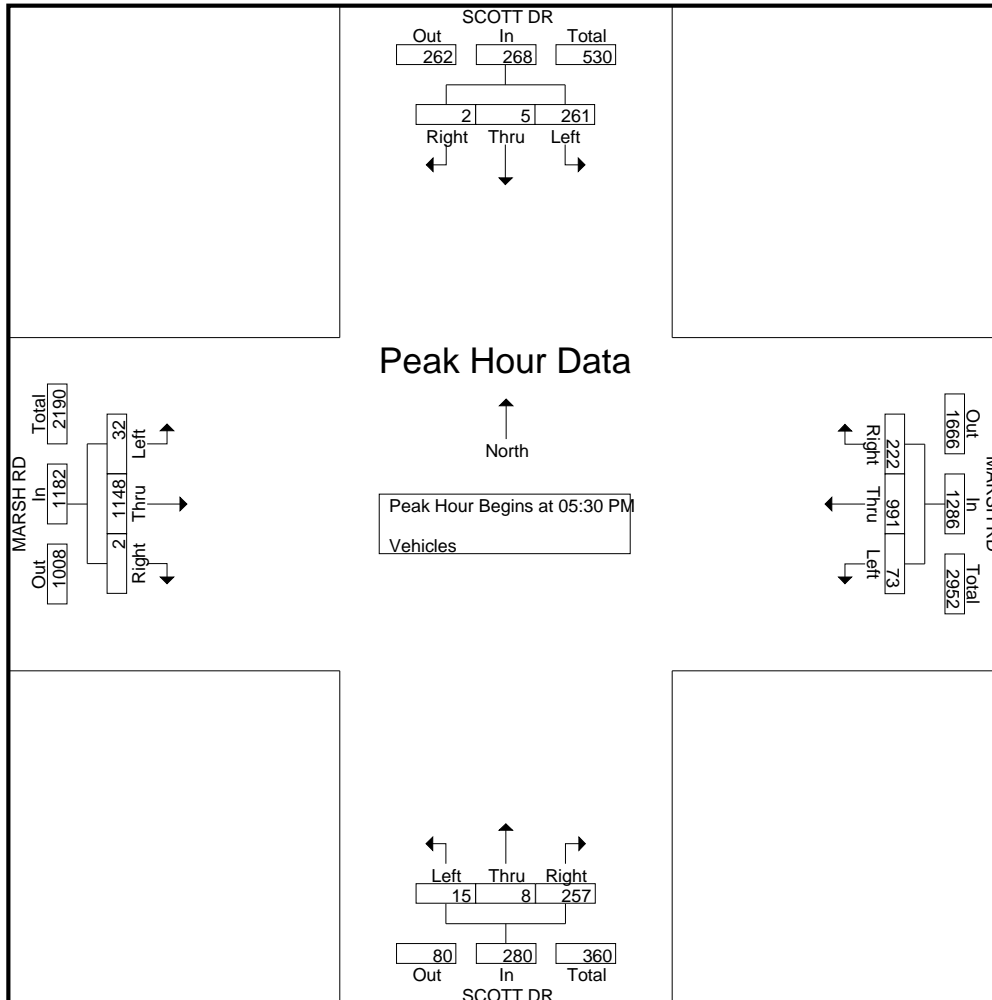 SCOTT DR
Out In Total
262 268 530
2 5 261
Right Thru Left
Peak Hour Data
North
Peak Hour Begins at 05:30 PM
Vehicles
MARSH RD
Total In Out
2190 1182 1008
32 1148 2
Left Thru Right
MARSH RD
Out In Total
1666 1286 2952
222 991 73
Right Thru Left
Left Thru Right
15 8 257
80 280 360
Out In Total
SCOTT DR